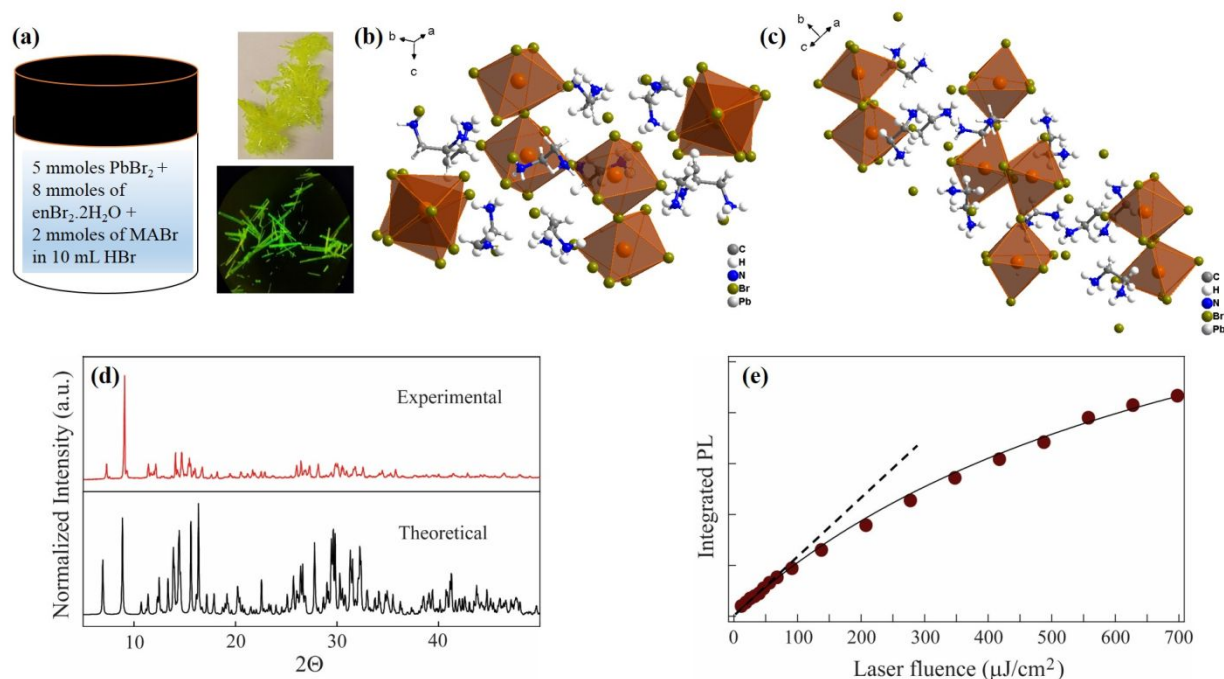 (a)
5 mmoles PbBr2 +
8 mmoles of
enBr2.2H2O +
2 mmoles of MABr
in 10 mL HBr
(b)
b
a
c
C
H
N
Br
Pb
(c)
b
a
c
C
H
N
Br
Pb
(d)
Normalized Intensity (a.u.)
Experimental
Theoretical
10 20 30 40
2Θ
(e)
Integrated PL
0 100 200 300 400 500 600 700
Laser fluence (μJ/cm²)